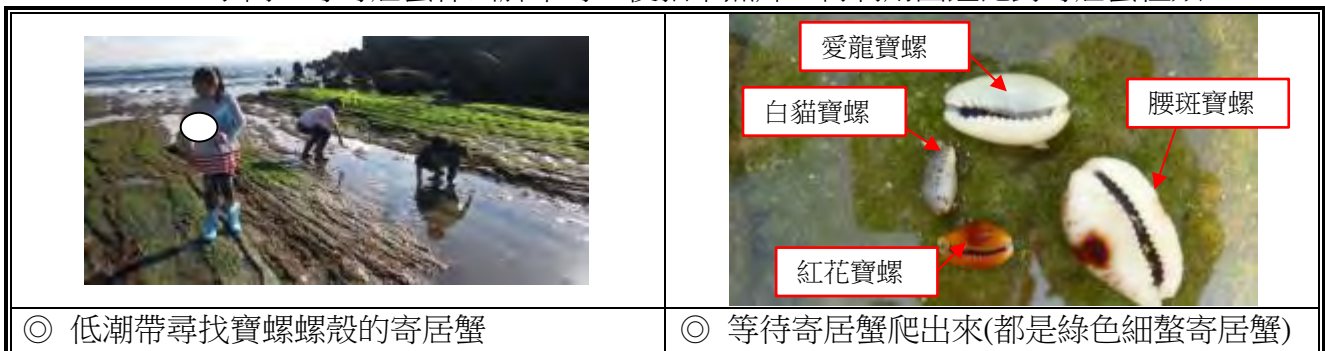 愛龍寶螺
白貓寶螺
腰斑寶螺
紅花寶螺
◎ 低潮帶尋找寶螺螺殼的寄居蟹
◎ 等待寄居蟹爬出來(都是綠色細螯寄居蟹)